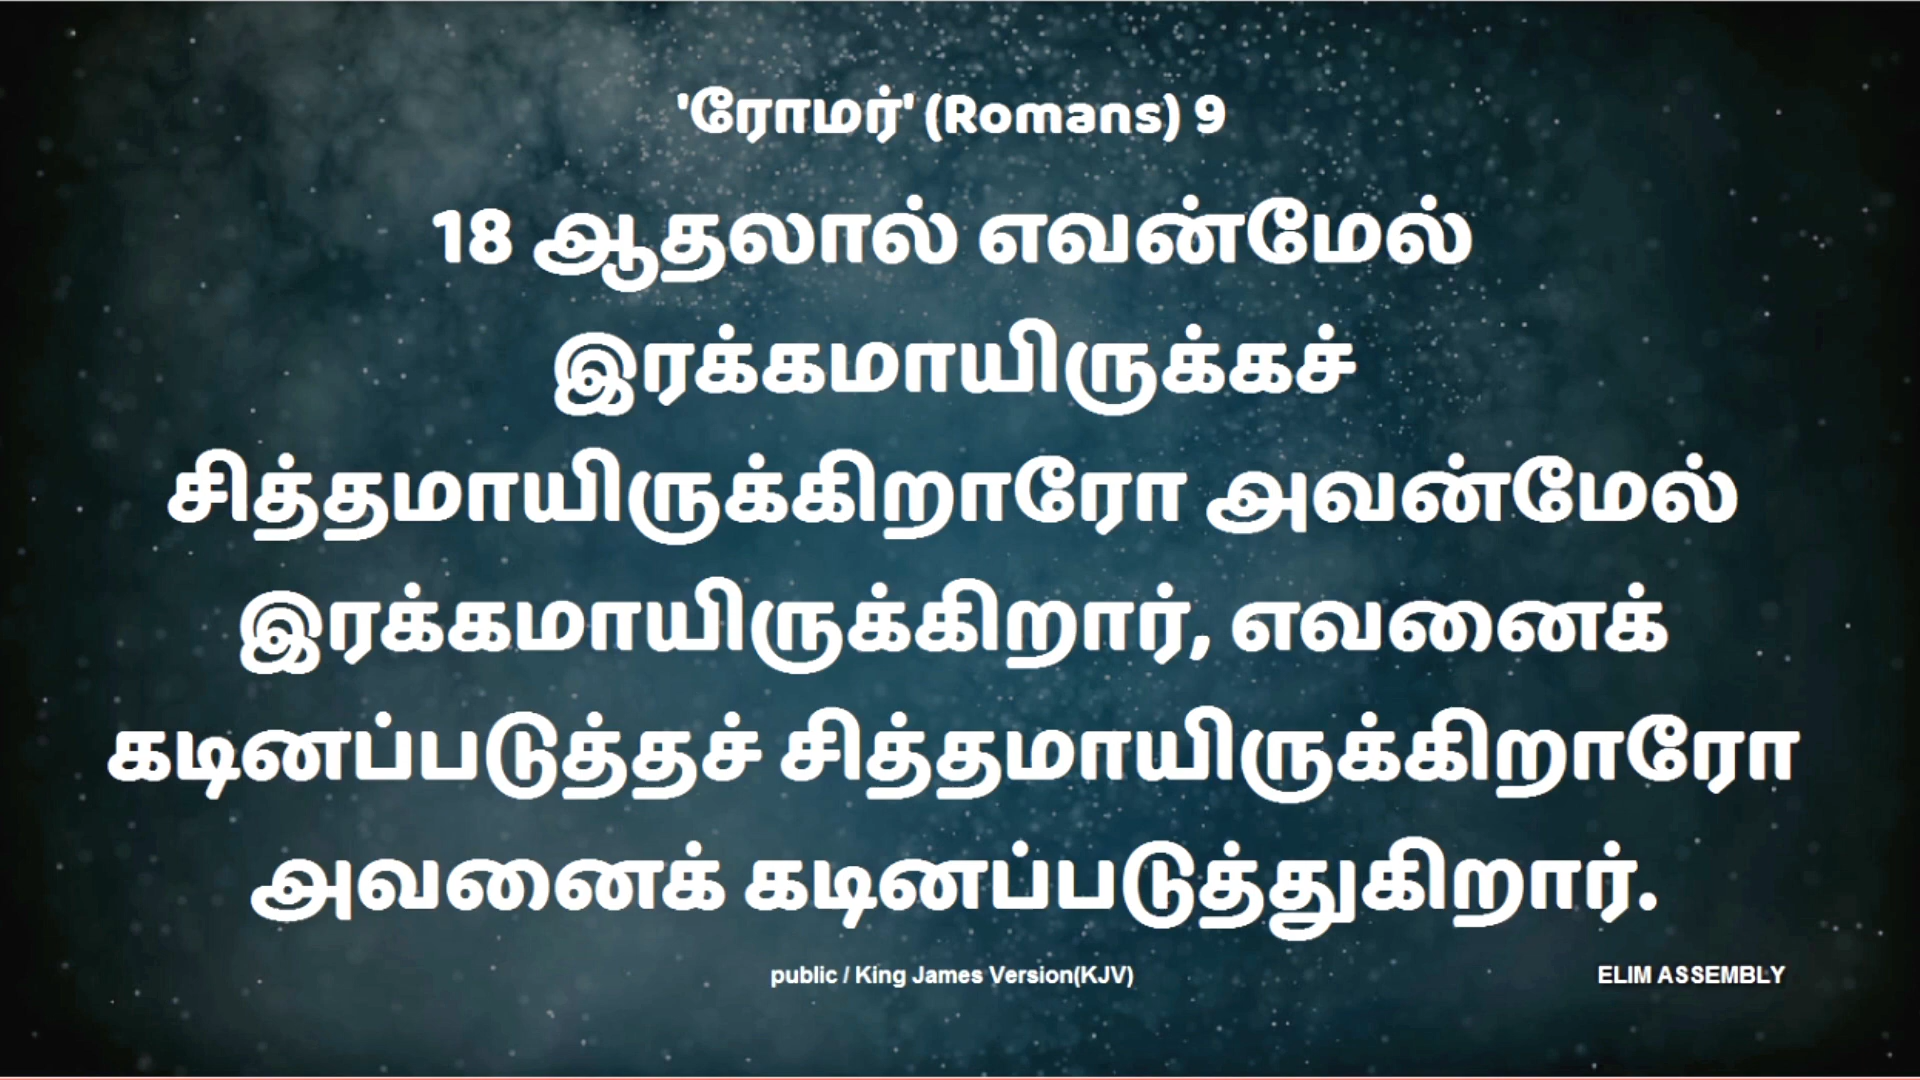 'ரோமர்' (Romans) 9
18 ஆதலால் எவன்மேல்
இரக்கமாயிருக்கச்
சித்தமாயிருக்கிறாரோ அவன்மேல்
இரக்கமாயிருக்கிறார், எவனைக்
கடினப்படுத்தச் சித்தமாயிருக்கிறாரோ
அவனைக் கடினப்படுத்துகிறார்.
public / King James Version(KJV)
ELIM ASSEMBLY